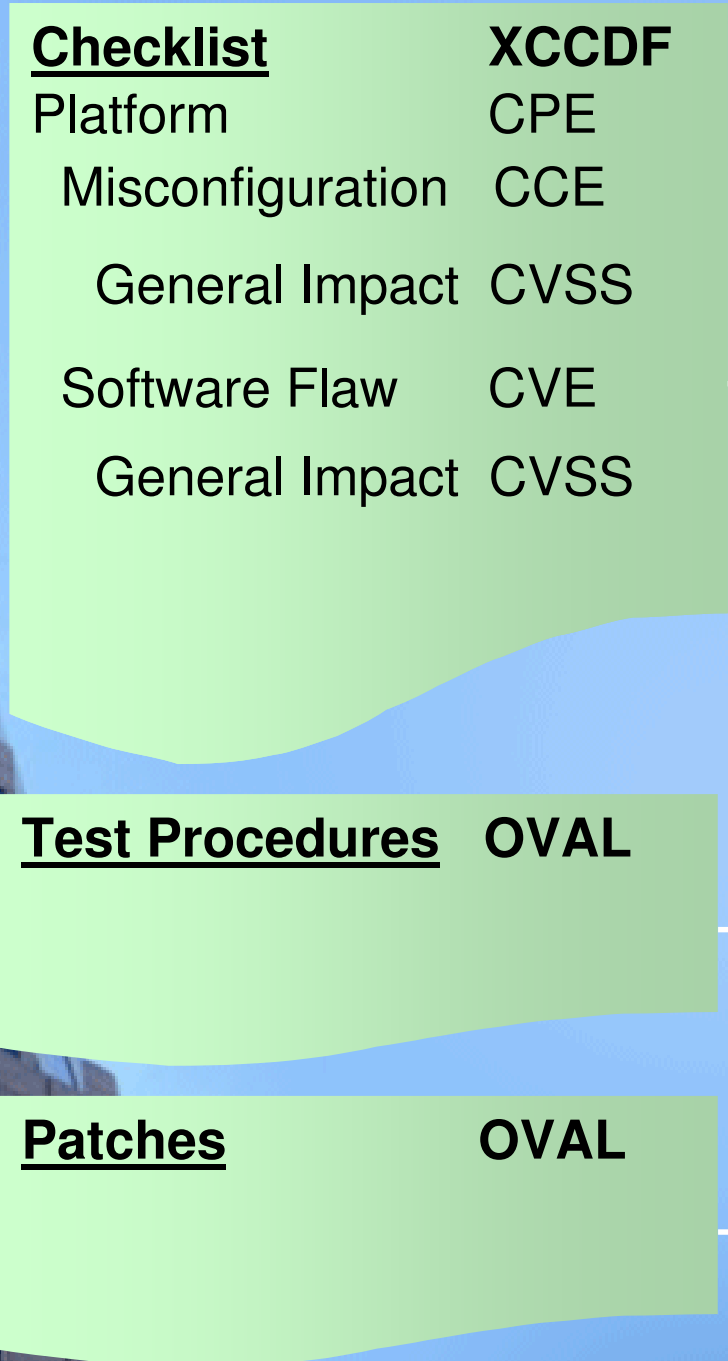 Checklist XCCDF
Platform CPE
Misconfiguration CCE
General Impact CVSS
Software Flaw CVE
General Impact CVSS
Test Procedures OVAL
Patches OVAL